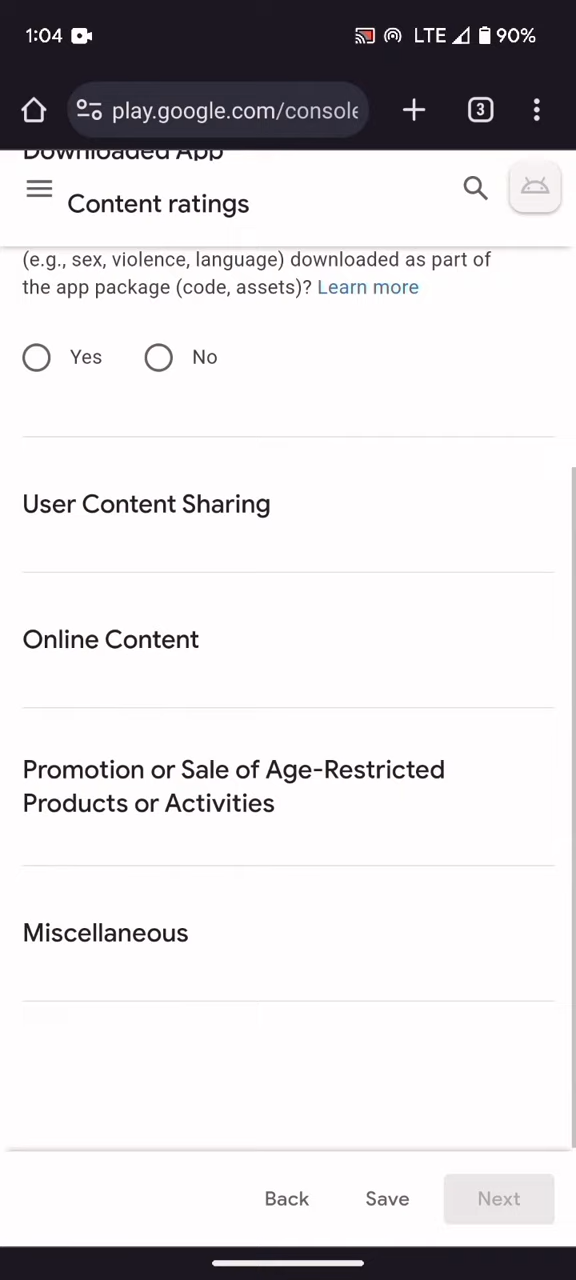 1:04
LTE 90%
play.google.com/console
3
Downloaded App
Content ratings
(e.g., sex, violence, language) downloaded as part of
the app package (code, assets)? Learn more
Yes No
User Content Sharing
Online Content
Promotion or Sale of Age-Restricted
Products or Activities
Miscellaneous
Back Save Next